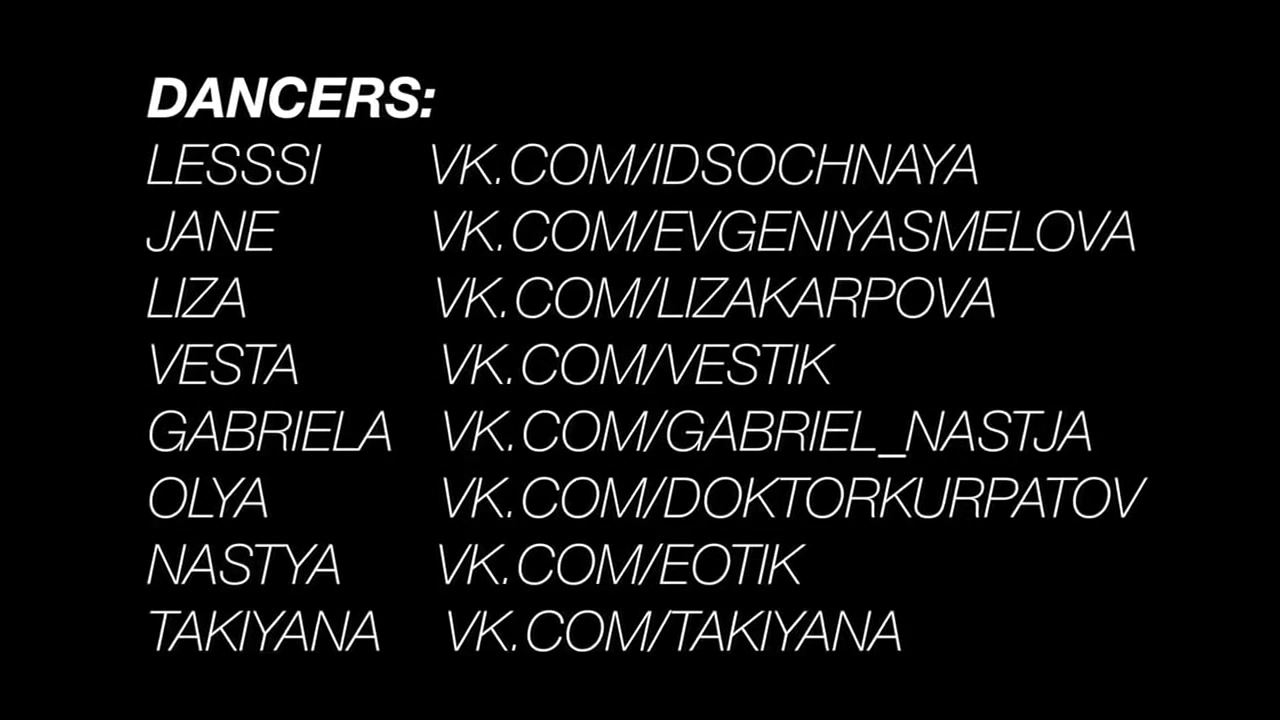 DANCERS:
LESSSI VK.COM/IDSOCHNAYA
JANE VK.COM/EVGENIYASMELOVA
LIZA VK.COM/LIZAKARPOVA
VESTA VK.COM/VESTIK
GABRIELA VK.COM/GABRIEL_NASTJA
OLYA VK.COM/DOKTORKURPATOV
NASTYA VK.COM/EOTIK
TAKIYANA VK.COM/TAKIYANA